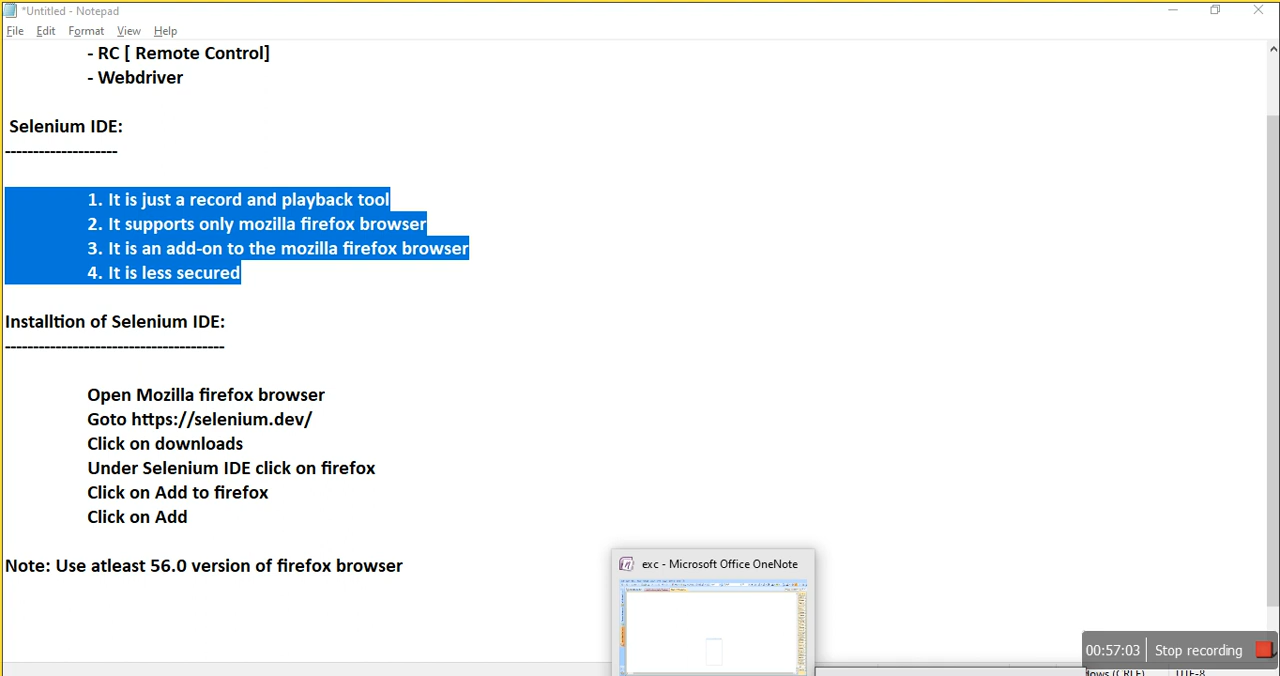 *Untitled - Notepad
File Edit Format View Help
- RC [ Remote Control]
- Webdriver
Selenium IDE:
--------------------
1. It is just a record and playback tool
2. It supports only mozilla firefox browser
3. It is an add-on to the mozilla firefox browser
4. It is less secured
Installtion of Selenium IDE:
---------------------------------------
Open Mozilla firefox browser
Goto https://selenium.dev/
Click on downloads
Under Selenium IDE click on firefox
Click on Add to firefox
Click on Add
Note: Use atleast 56.0 version of firefox browser
exc - Microsoft Office OneNote
00:57:03 Stop recording
(CRLF) UTF-8